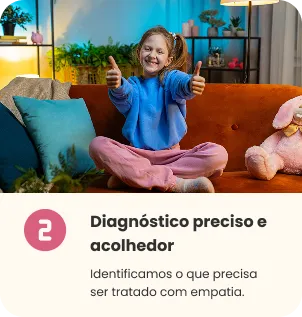 2
Diagnóstico preciso e
acolhedor
Identificamos o que precisa
ser tratado com empatia.